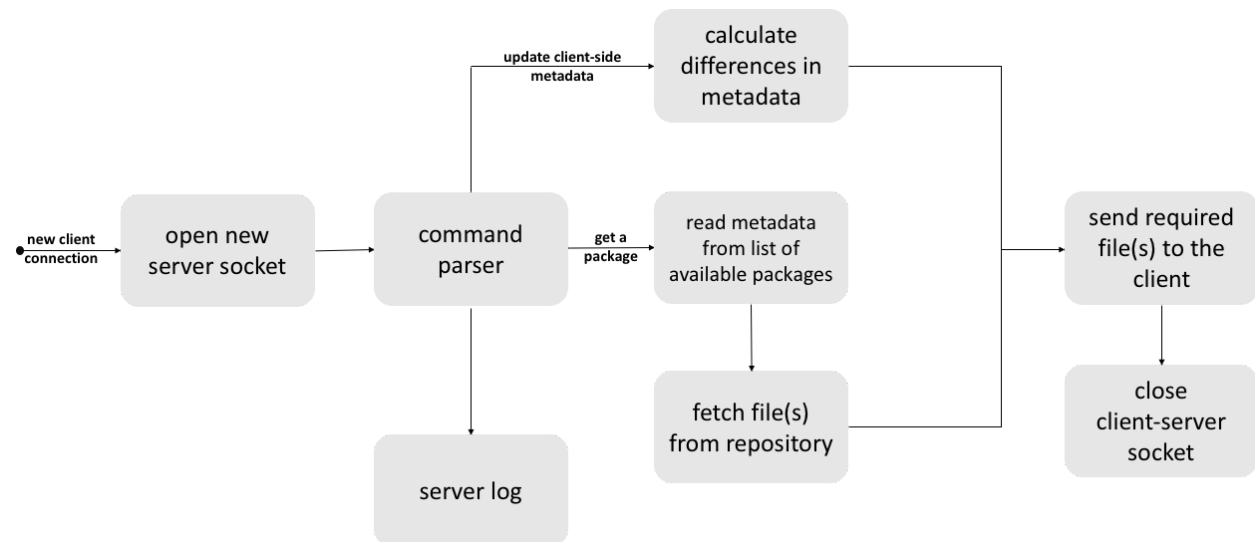 calculate
differences in
metadata
update client-side
metadata
new client
connection
open new
server socket
command
parser
get a
package
read metadata
from list of
available packages
send required
file(s) to the
client
fetch file(s)
from repository
close
client-server
socket
server log